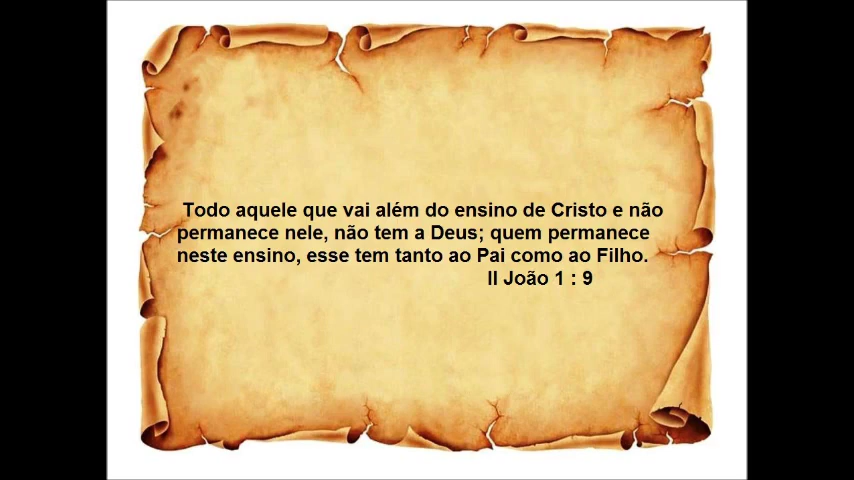 Todo aquele que vai além do ensino de Cristo e não
permanece nele, não tem a Deus; quem permanece
neste ensino, esse tem tanto ao Pai como ao Filho.
II João 1 : 9